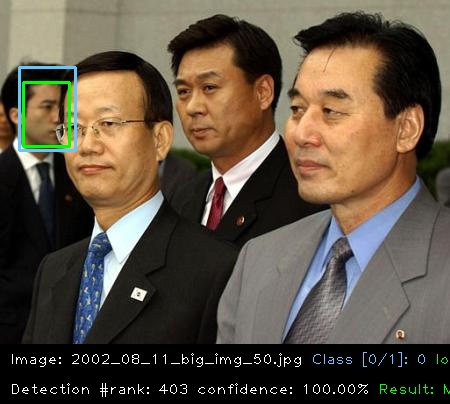 Image: 2002_08_11_big_img_50.jpg Class [0/1]: 0 lo
Detection #rank: 403 confidence: 100.00% Result: M